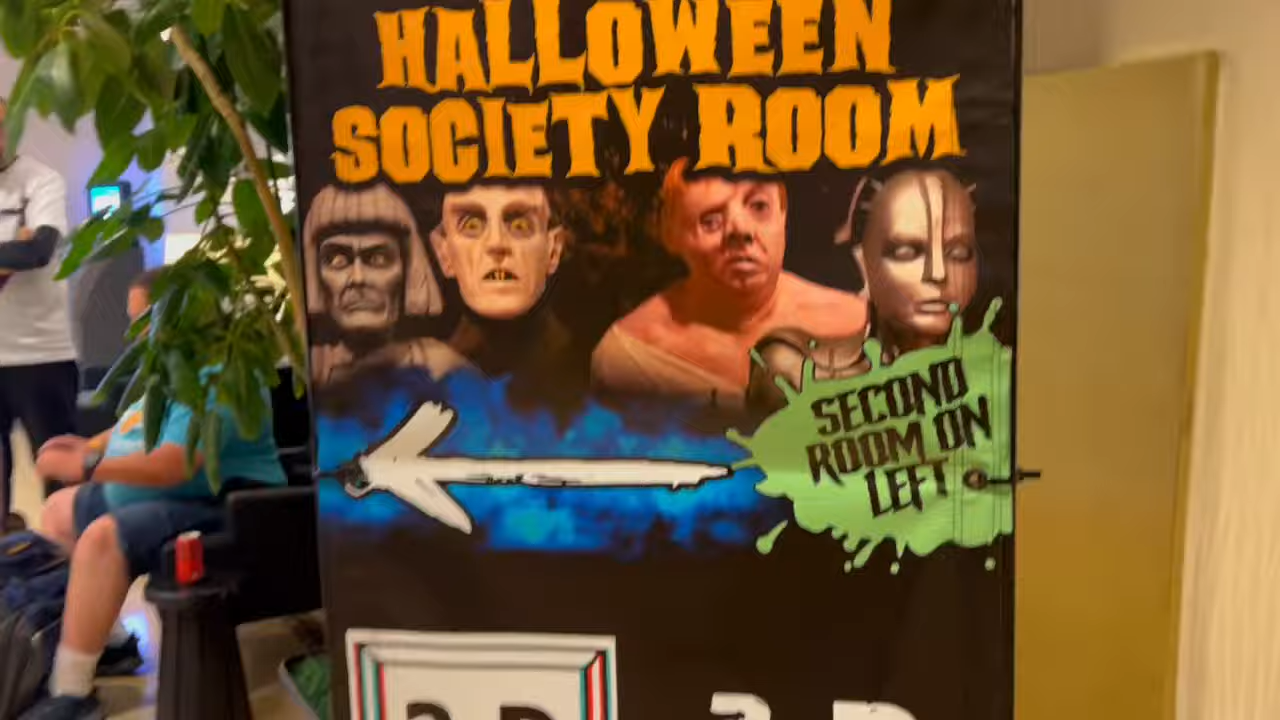 HALLOWEEN
SOCIETY ROOM
SECOND
ROOM ON
LEFT